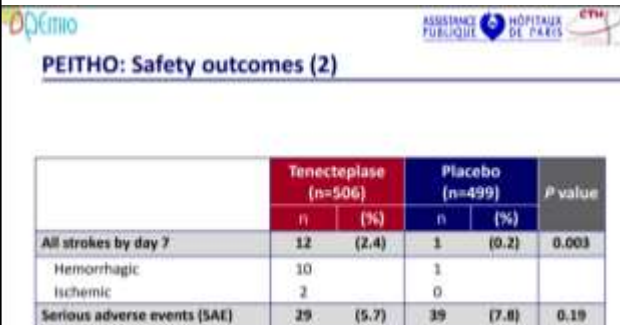 PEITHO
ASSISTANCE PUBLIQUE HÔPITAUX DE PARIS
CTH
PEITHO: Safety outcomes (2)
Tenecteplase (n=506) Placebo (n=499) P value
n (%) n (%)
All strokes by day 7 12 (2.4) 1 (0.2) 0.003
Hemorrhagic 10 1
Ischemic 2 0
Serious adverse events (SAE) 29 (5.7) 39 (7.8) 0.19